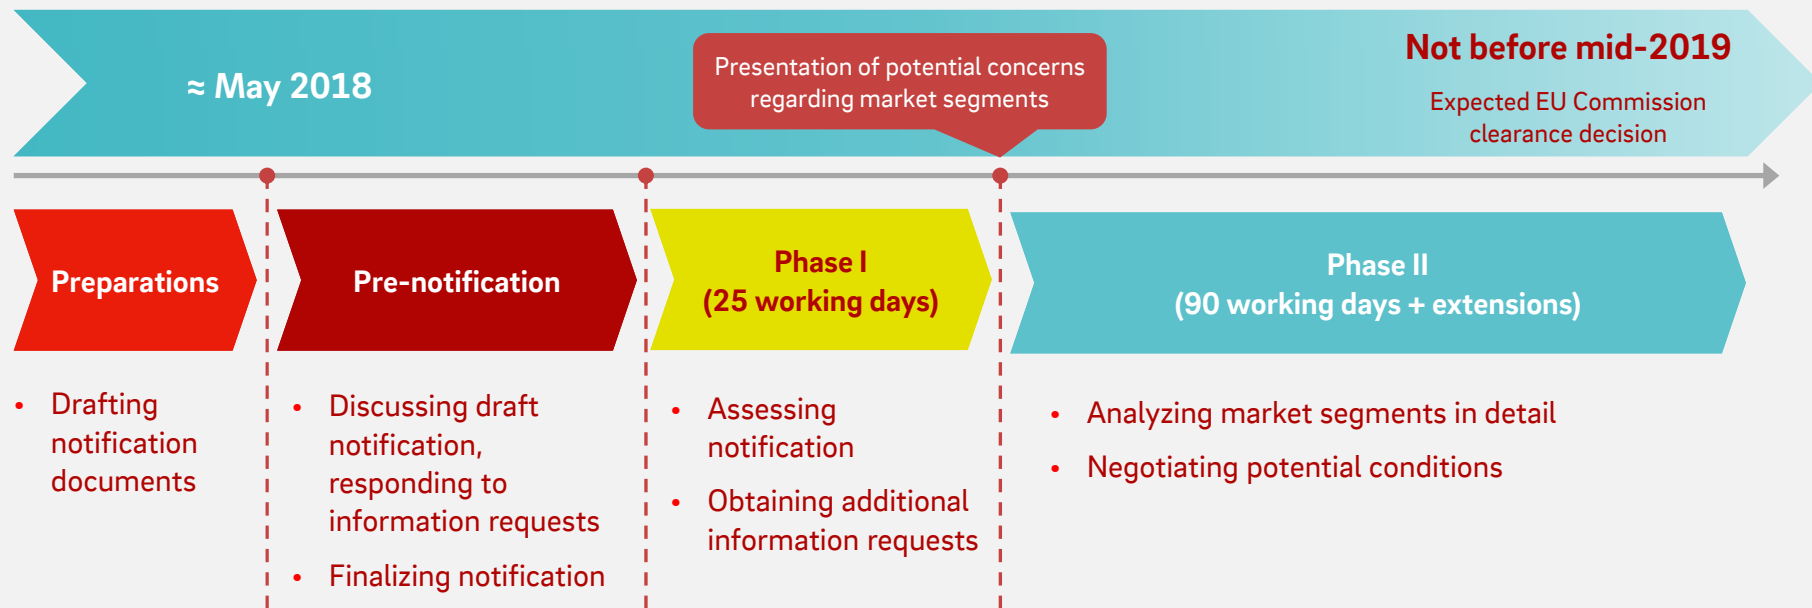 ≈ May 2018
Presentation of potential concerns
regarding market segments
Not before mid-2019
Expected EU Commission
clearance decision
Preparations
Pre-notification
Phase I
(25 working days)
Phase II
(90 working days + extensions)
• Drafting
notification
documents
• Discussing draft
notification,
responding to
information requests
• Finalizing notification
• Assessing
notification
• Obtaining additional
information requests
• Analyzing market segments in detail
• Negotiating potential conditions